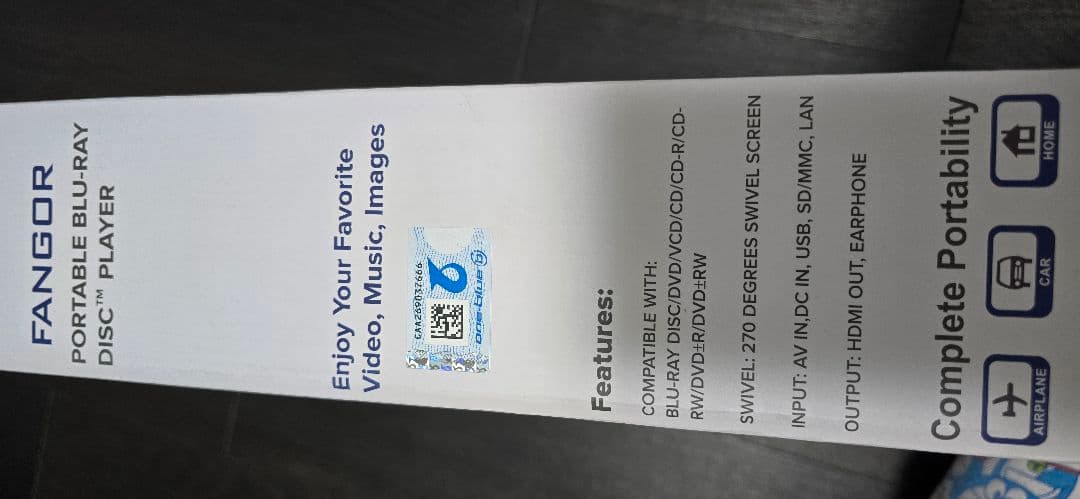 FANGOR
PORTABLE BLU-RAY
DISC™ PLAYER
Enjoy Your Favorite
Video, Music, Images
GAA269037666
one-blue
Features:
COMPATIBLE WITH:
BLU-RAY DISC/DVD/VCD/CD/CD-R/CD-
RW/DVD±R/DVD±RW
SWIVEL: 270 DEGREES SWIVEL SCREEN
INPUT: AV IN,DC IN, USB, SD/MMC, LAN
OUTPUT: HDMI OUT, EARPHONE
Complete Portability
AIRPLANE
CAR
HOME